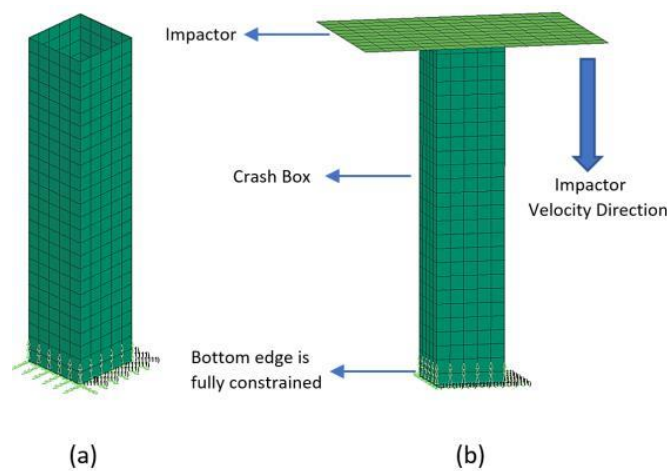 Impactor
Crash Box
Impactor
Velocity Direction
Bottom edge is
fully constrained
(a)
(b)